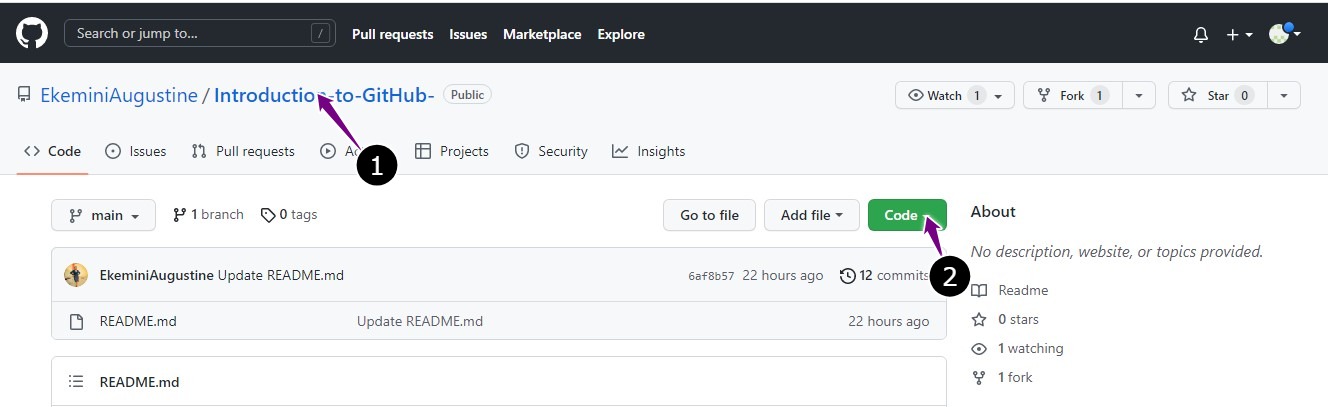 Search or jump to... / Pull requests Issues Marketplace Explore
EkeminiAugustine / Introduction-to-GitHub- Public Watch 1 Fork 1 Star 0
Code Issues Pull requests Projects Security Insights
1
main 1 branch 0 tags Go to file Add file Code About
No description, website, or topics provided.
EkeminiAugustine Update README.md 6af8b57 22 hours ago 12 commits
2
Readme
README.md Update README.md 22 hours ago 0 stars
1 watching
1 fork
README.md